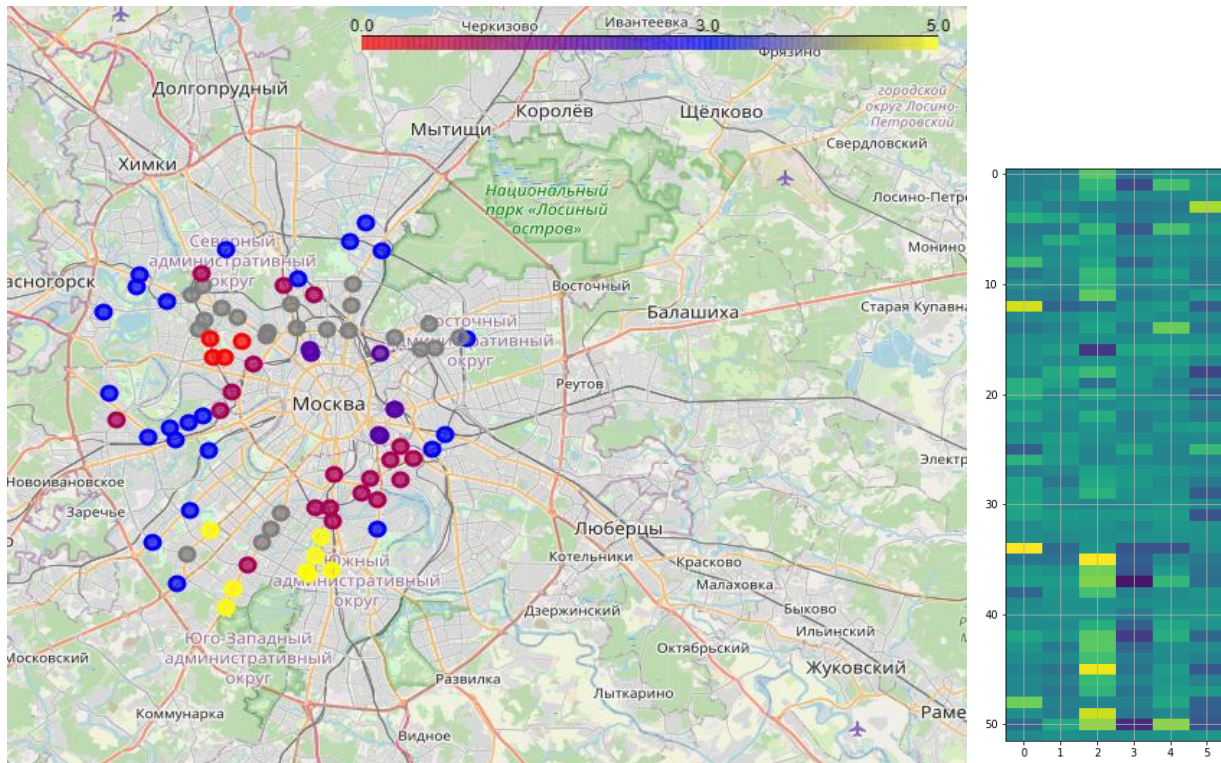 0.0
Черкизово
Ивантеевка
3.0
5.0
Фрязино
Долгопрудный
городской
округ Лосино-
Петровский
Королёв
Щёлково
Мытищи
Свердловский
Химки
Национальный
парк «Лосиный
остров»
Лосино-Петр
Северный
административный
округ
Монино
асногорск
Восточный
Балашиха
Старая Купавна
округ
Реутов
Москва
Электр
Новоивановское
Заречье
Люберцы
Котельники
Красково
Южный
административный
округ
Малаховка
Дзержинский
Быково
Ильинский
Юго-Западный
административный
округ
Октябрьский
Московский
Жуковский
Развилка
Лыткарино
Коммунарка
Раме
Видное
0
10
20
30
40
50
0 1 2 3 4 5